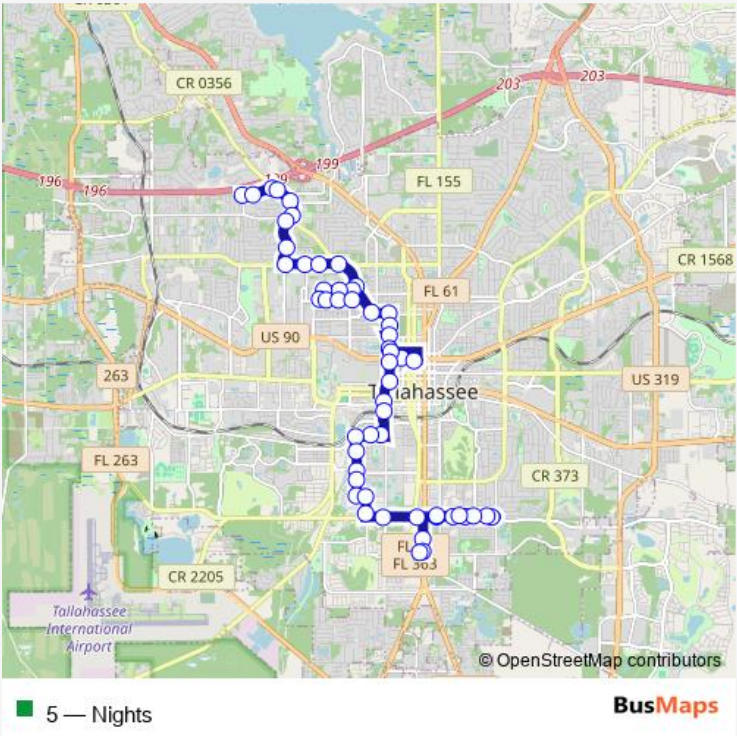 CR 0356
203
203
199
199
196
196
FL 155
CR 1568
FL 61
US 90
263
US 319
Tallahassee
FL 263
CR 373
FL 363
CR 2205
Tallahassee
International
Airport
© OpenStreetMap contributors
5 — Nights
BusMaps